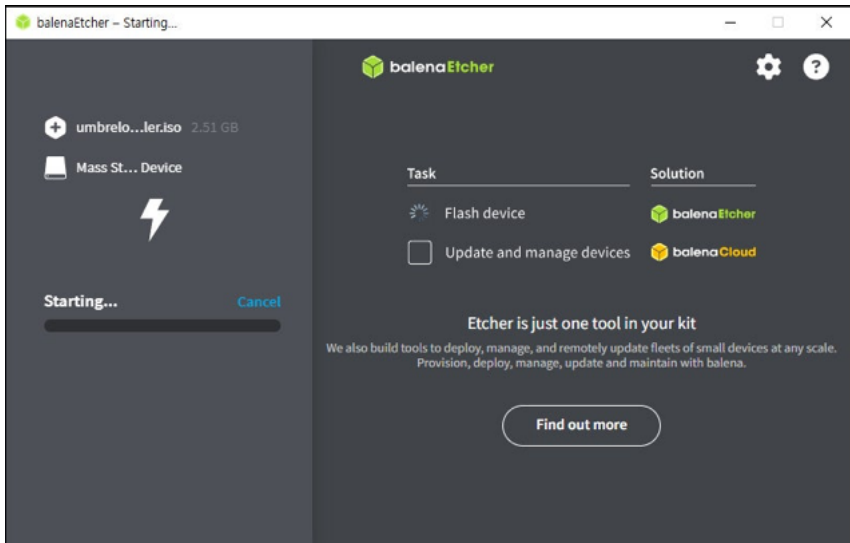 balenaEtcher – Starting...
balenaEtcher
?
umbrelo...ler.iso 2.51 GB
Mass St... Device
Starting... Cancel
Task Solution
Flash device balenaEtcher
Update and manage devices balenaCloud
Etcher is just one tool in your kit
We also build tools to deploy, manage, and remotely update fleets of small devices at any scale.
Provision, deploy, manage, update and maintain with balena.
Find out more